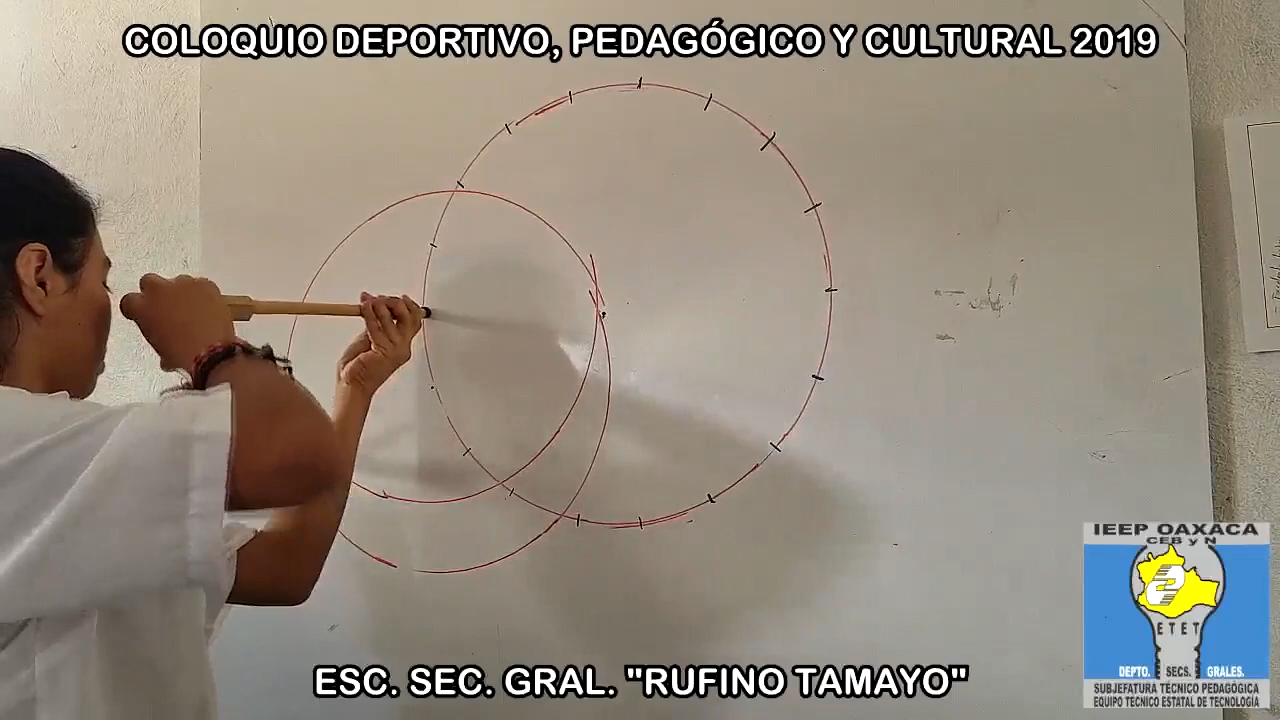 COLOQUIO DEPORTIVO, PEDAGÓGICO Y CULTURAL 2019
IEEP OAXACA
CEB y N
ETET
DEPTO. SECS. GRALES.
SUBJEFATURA TÉCNICO PEDAGÓGICA
EQUIPO TECNICO ESTATAL DE TECNOLOGÍA
ESC. SEC. GRAL. "RUFINO TAMAYO"